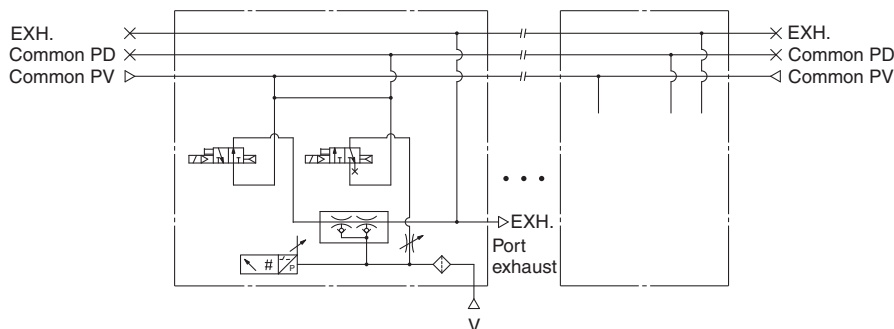 EXH.
Common PD
Common PV
EXH.
Common PD
Common PV
EXH.
Port
exhaust
#
P
V